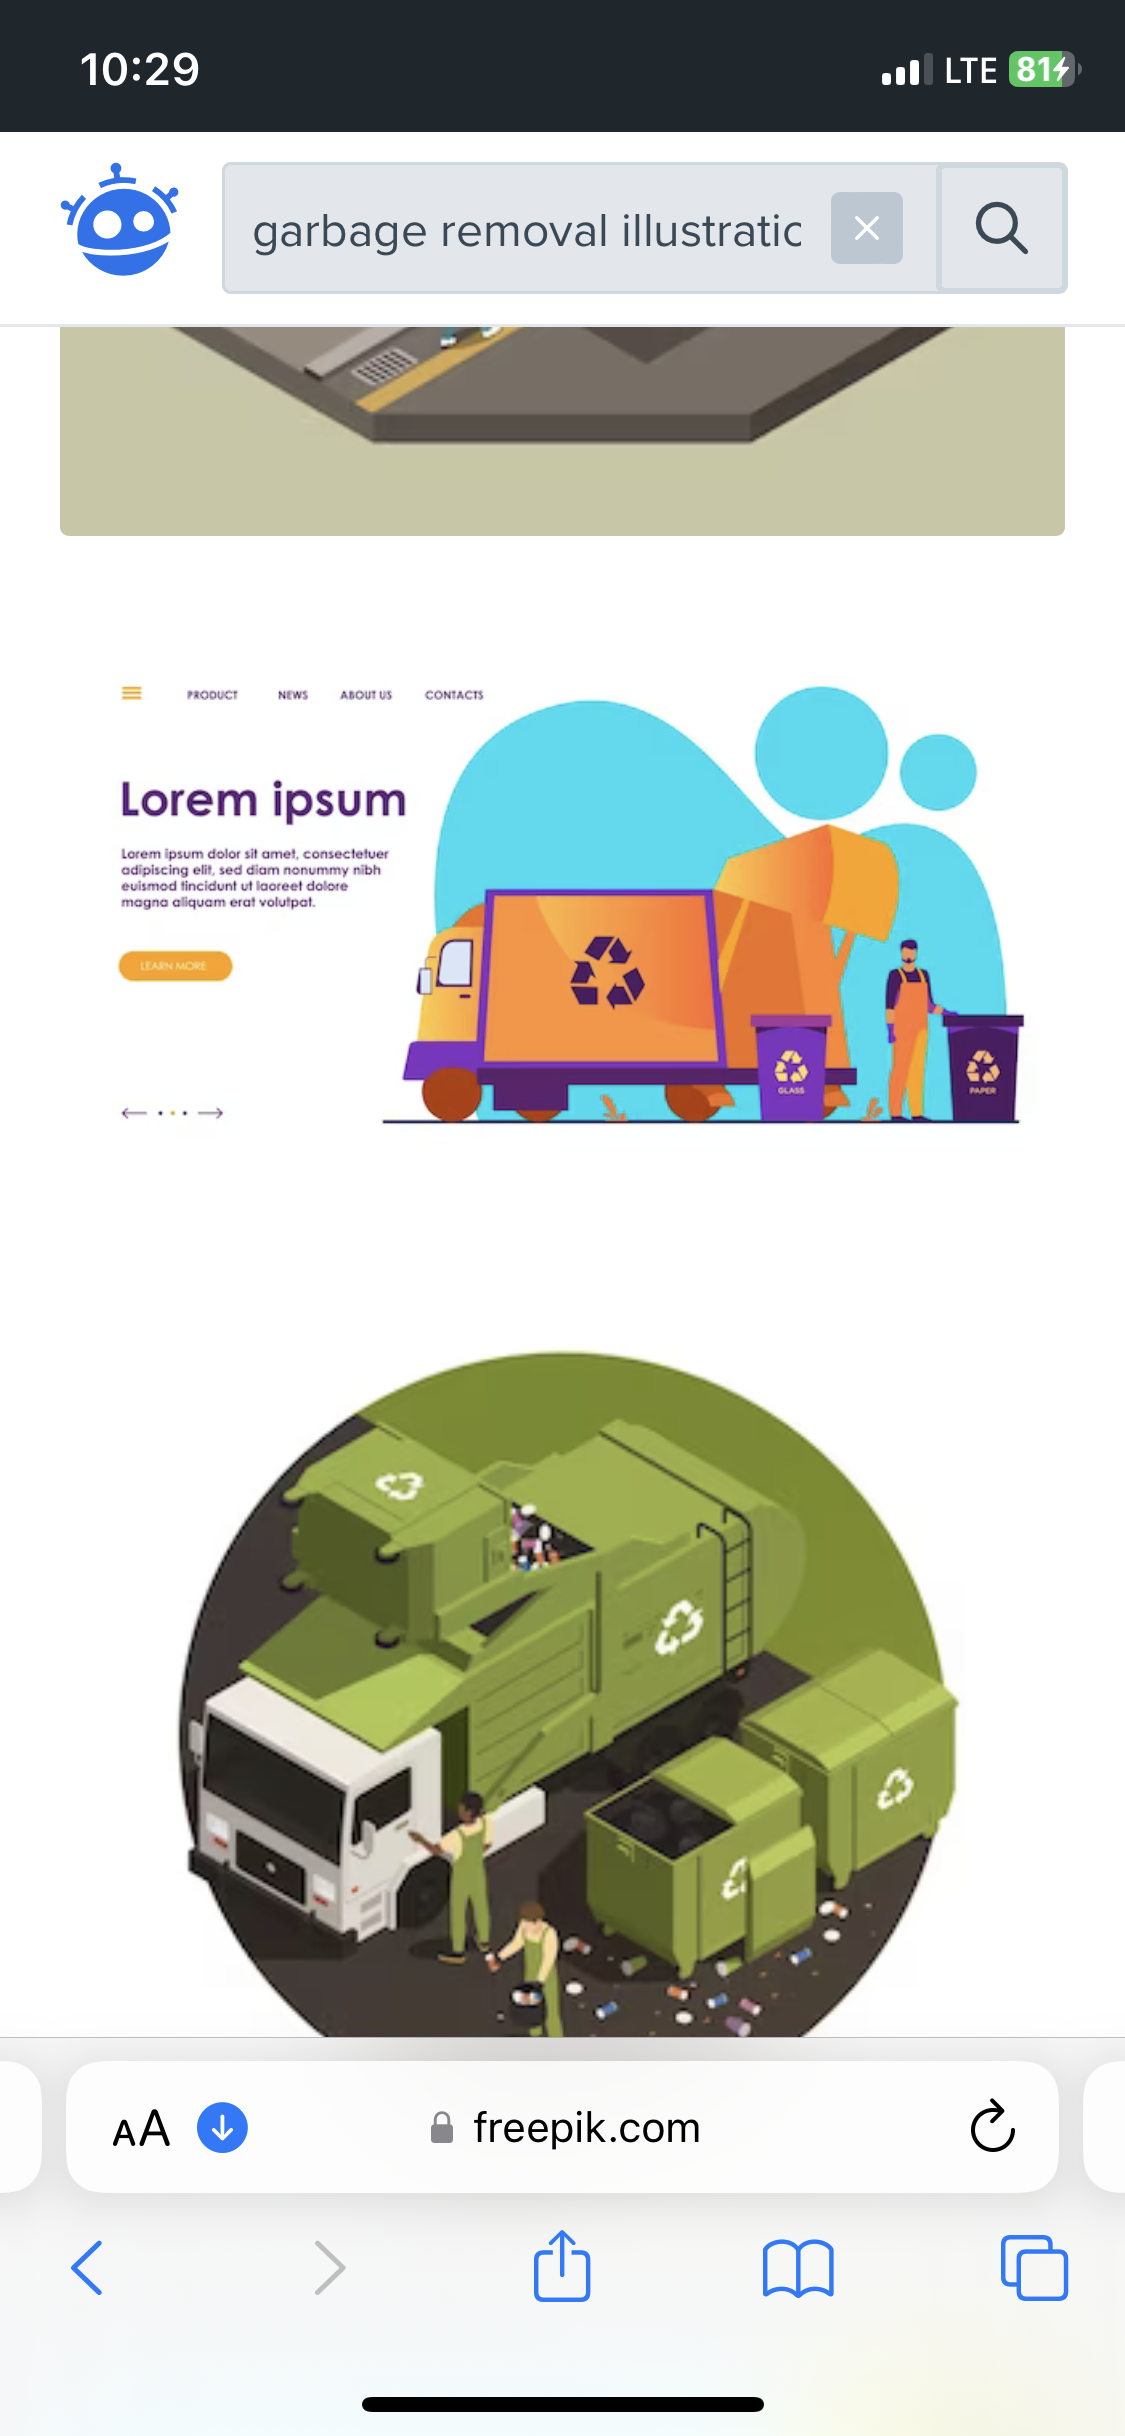 10:29
LTE 81
garbage removal illustratic
PRODUCT NEWS ABOUT US CONTACTS
Lorem ipsum
Lorem ipsum dolor sit amet, consectetuer
adipiscing elit, sed diam nonummy nibh
euismod tincidunt ut laoreet dolore
magna aliquam erat volutpat.
LEARN MORE
GLASS
PAPER
AA
freepik.com